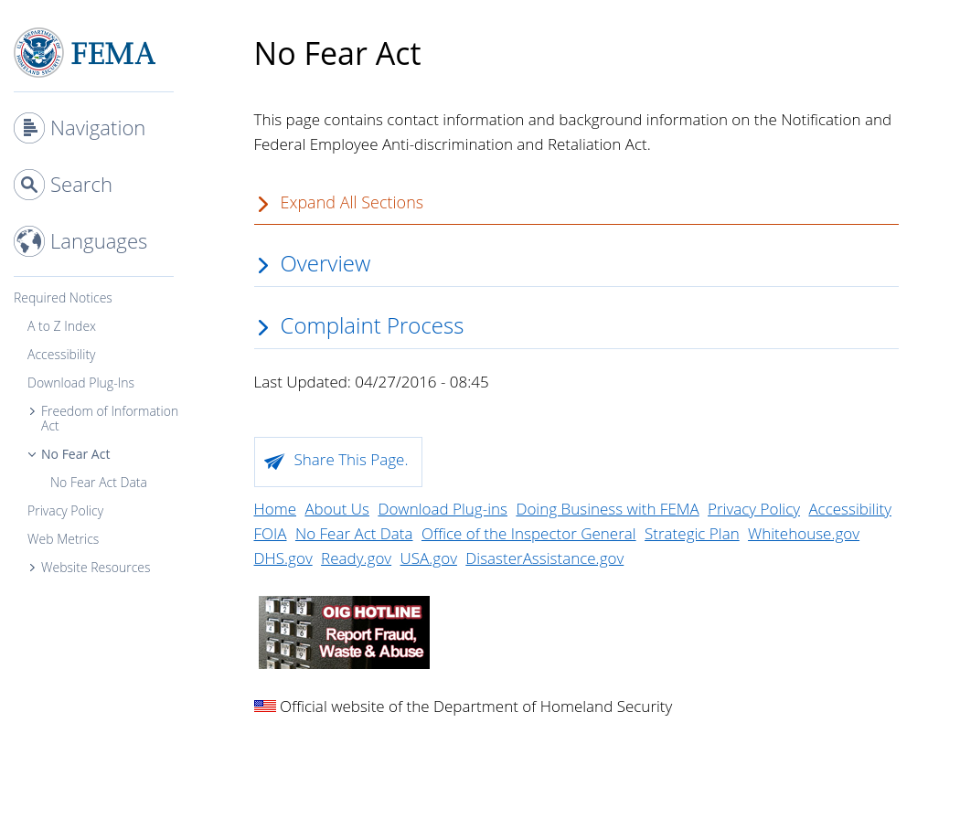 FEMA
Navigation
Search
Languages
Required Notices
A to Z Index
Accessibility
Download Plug-Ins
Freedom of Information
Act
No Fear Act
No Fear Act Data
Privacy Policy
Web Metrics
Website Resources
No Fear Act
This page contains contact information and background information on the Notification and
Federal Employee Anti-discrimination and Retaliation Act.
Expand All Sections
Overview
Complaint Process
Last Updated: 04/27/2016 - 08:45
Share This Page.
Home About Us Download Plug-ins Doing Business with FEMA Privacy Policy Accessibility
FOIA No Fear Act Data Office of the Inspector General Strategic Plan Whitehouse.gov
DHS.gov Ready.gov USA.gov DisasterAssistance.gov
OIG HOTLINE
Report Fraud,
Waste & Abuse
Official website of the Department of Homeland Security